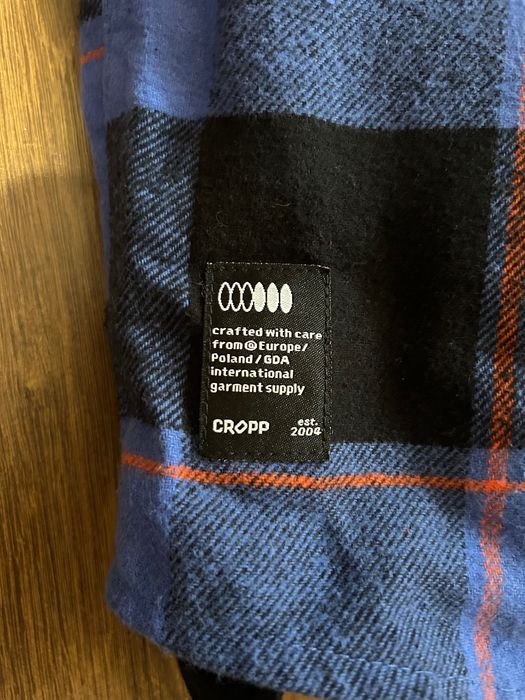 crafted with care
from ©Europe/
Poland/GDA
international
garment supply
CROPP
est.
2004